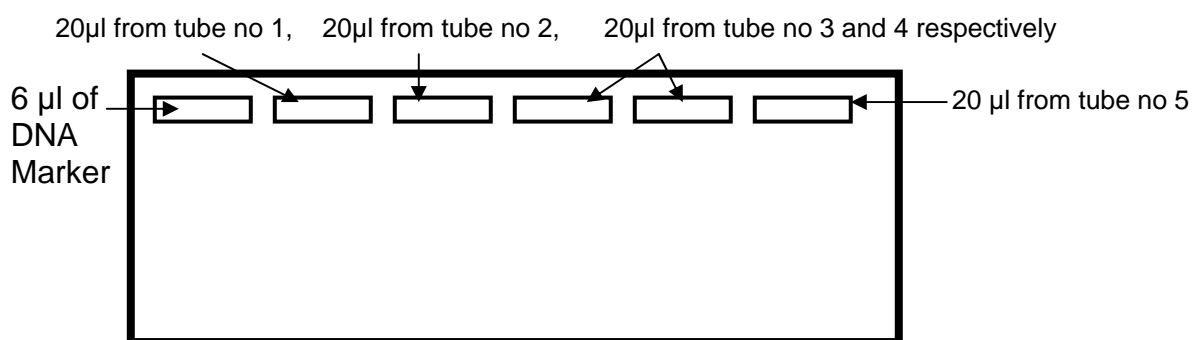 20µl from tube no 1, 20µl from tube no 2, 20µl from tube no 3 and 4 respectively
6 µl of
DNA
Marker
20 µl from tube no 5